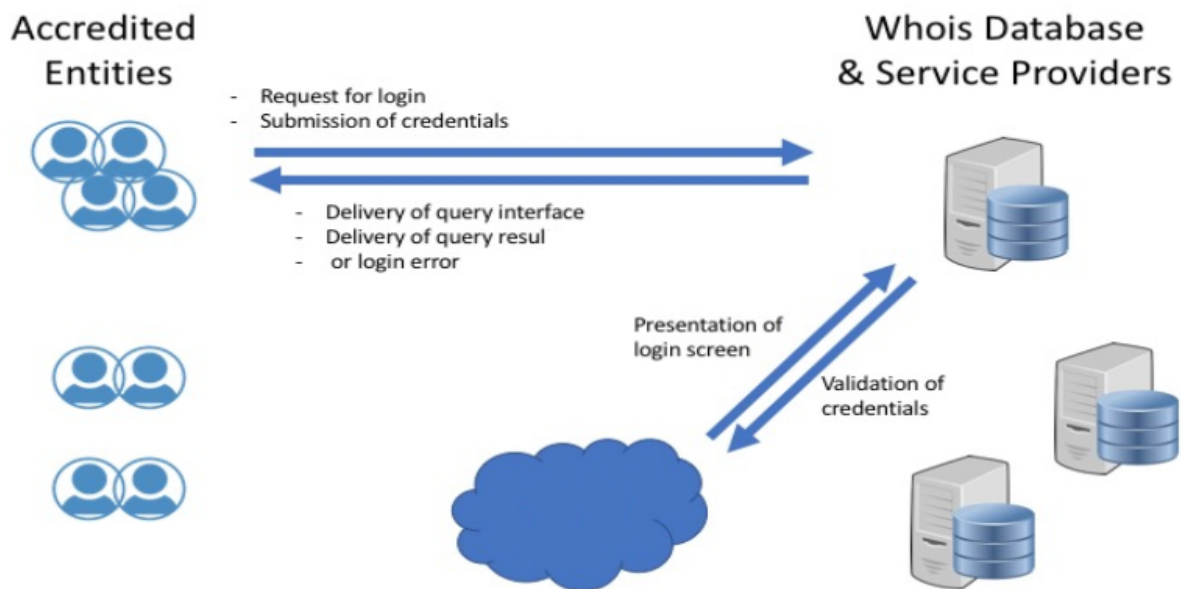 Accredited
Entities
Whois Database
& Service Providers
- Request for login
- Submission of credentials
- Delivery of query interface
- Delivery of query resul
- or login error
Presentation of
login screen
Validation of
credentials